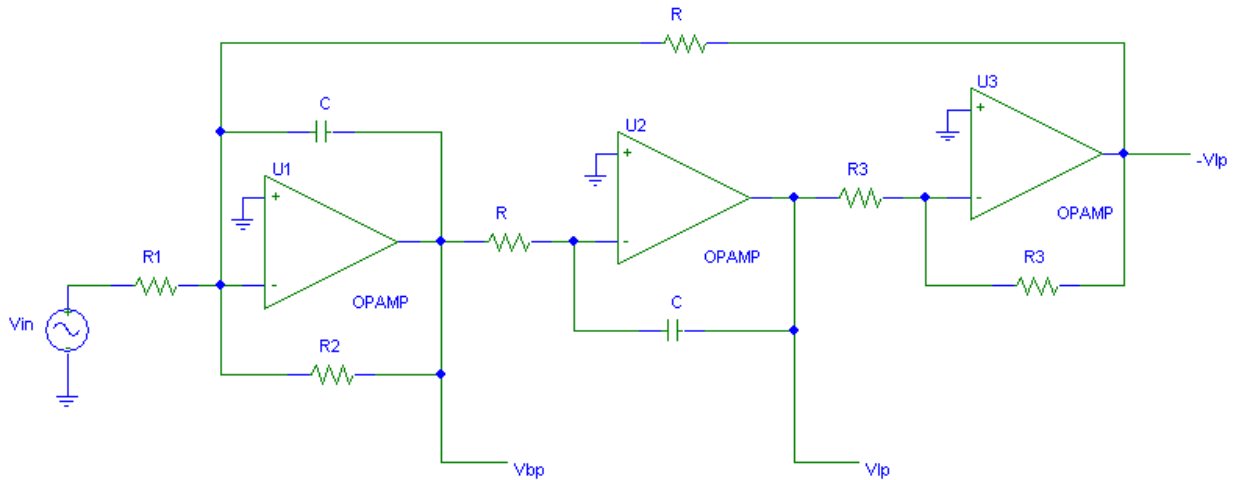 R
U3
+
-
-Vlp
OPAMP
R3
R3
C
U2
+
-
OPAMP
R
C
U1
+
-
OPAMP
R1
Vin
+
-
R2
Vbp
Vlp